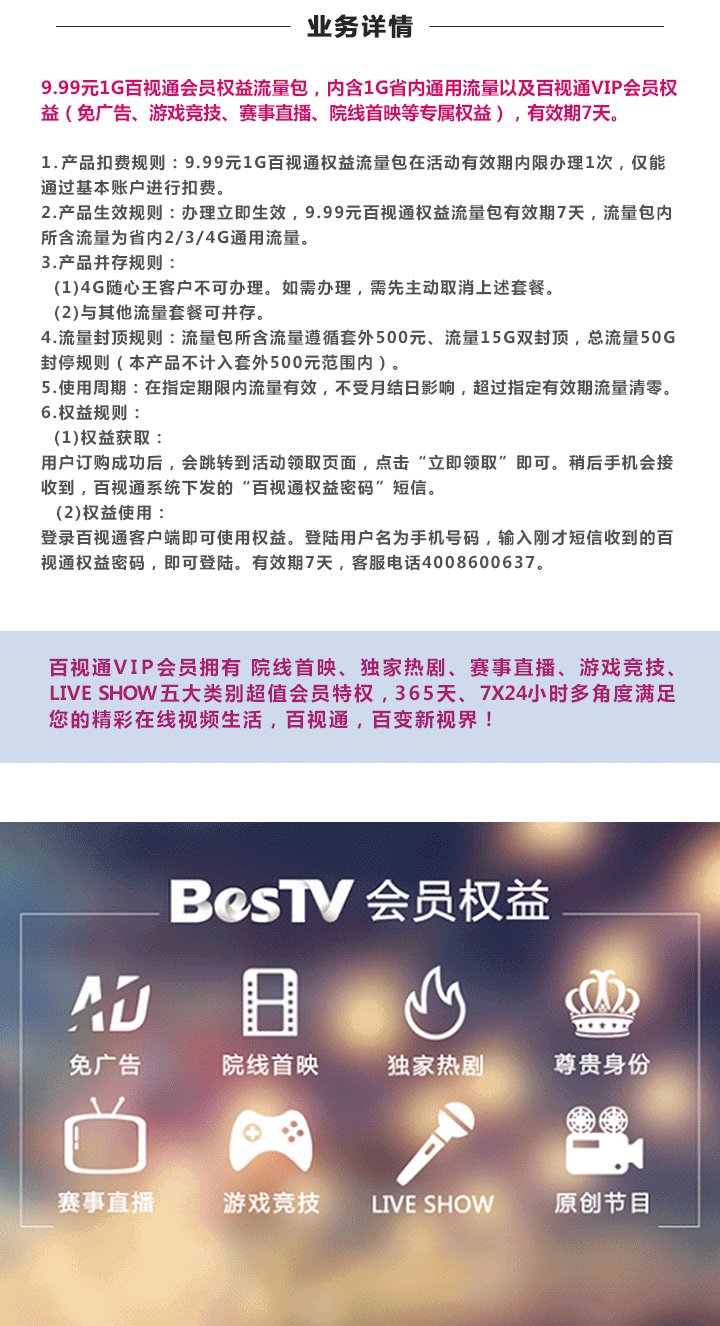 业务详情
9.99元1G百视通会员权益流量包，内含1G省内通用流量以及百视通VIP会员权
益（免广告、游戏竞技、赛事直播、院线首映等专属权益），有效期7天。
1.产品扣费规则：9.99元1G百视通权益流量包在活动有效期内限办理1次，仅能
通过基本账户进行扣费。
2.产品生效规则：办理立即生效，9.99元百视通权益流量包有效期7天，流量包内
所含流量为省内2/3/4G通用流量。
3.产品并存规则：
(1)4G随心王客户不可办理。如需办理，需先主动取消上述套餐。
(2)与其他流量套餐可并存。
4.流量封顶规则：流量包所含流量遵循套外500元、流量15G双封顶，总流量50G
封停规则（本产品不计入套外500元范围内）。
5.使用周期：在指定期限内流量有效，不受月结日影响，超过指定有效期流量清零。
6.权益规则：
(1)权益获取：
用户订购成功后，会跳转到活动领取页面，点击“立即领取”即可。稍后手机会接
收到，百视通系统下发的“百视通权益密码”短信。
(2)权益使用：
登录百视通客户端即可使用权益。登陆用户名为手机号码，输入刚才短信收到的百
视通权益密码，即可登陆。有效期7天，客服电话4008600637。
百视通VIP会员拥有 院线首映、独家热剧、赛事直播、游戏竞技、
LIVE SHOW五大类别超值会员特权，365天、7X24小时多角度满足
您的精彩在线视频生活，百视通，百变新视界！
BesTV 会员权益
AD
免广告 院线首映 独家热剧 尊贵身份
赛事直播 游戏竞技 LIVE SHOW 原创节目